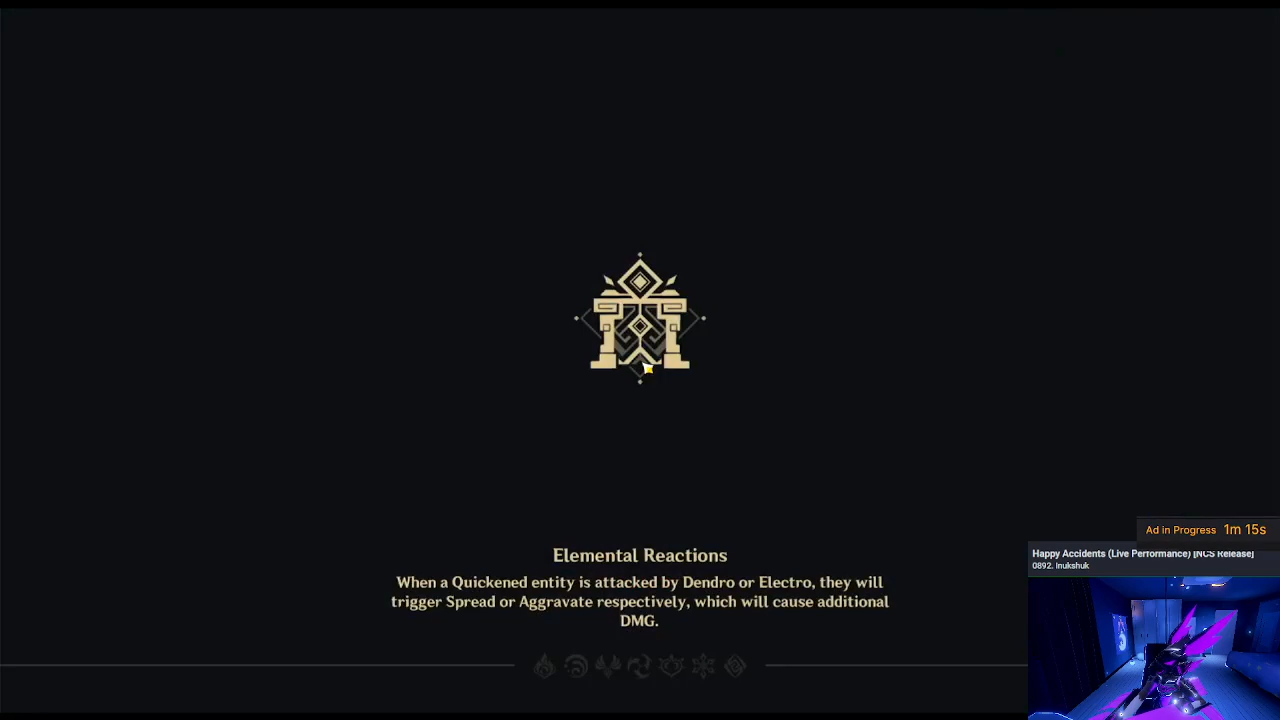 Elemental Reactions
When a Quickened entity is attacked by Dendro or Electro, they will
trigger Spread or Aggravate respectively, which will cause additional
DMG.
Ad in Progress 1m 15s
Happy Accidents (Live Performance) [NCS Release]
0892. Inukshuk